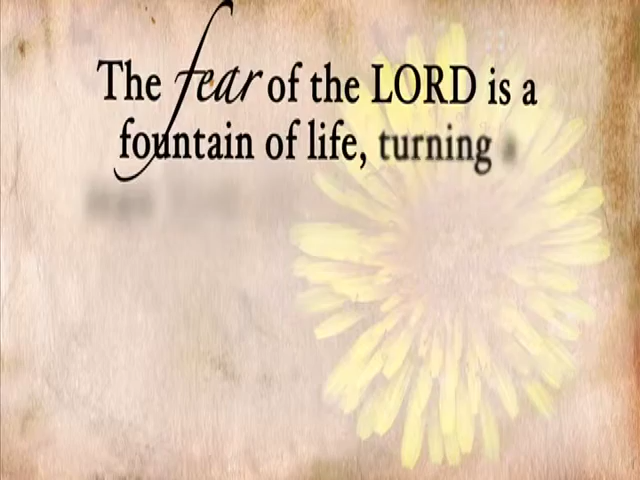 The fear of the LORD is a
fountain of life, turning